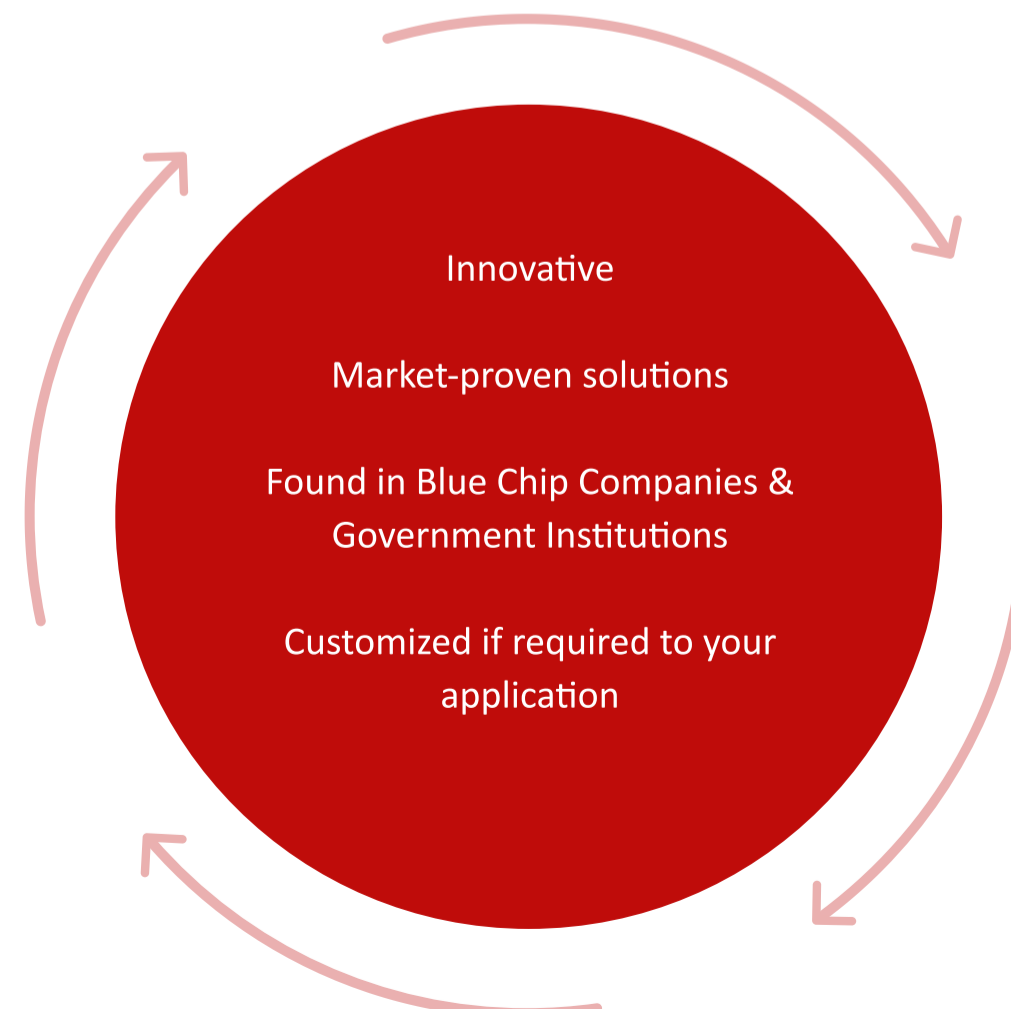 Innovative
Market-proven solutions
Found in Blue Chip Companies &
Government Institutions
Customized if required to your
application